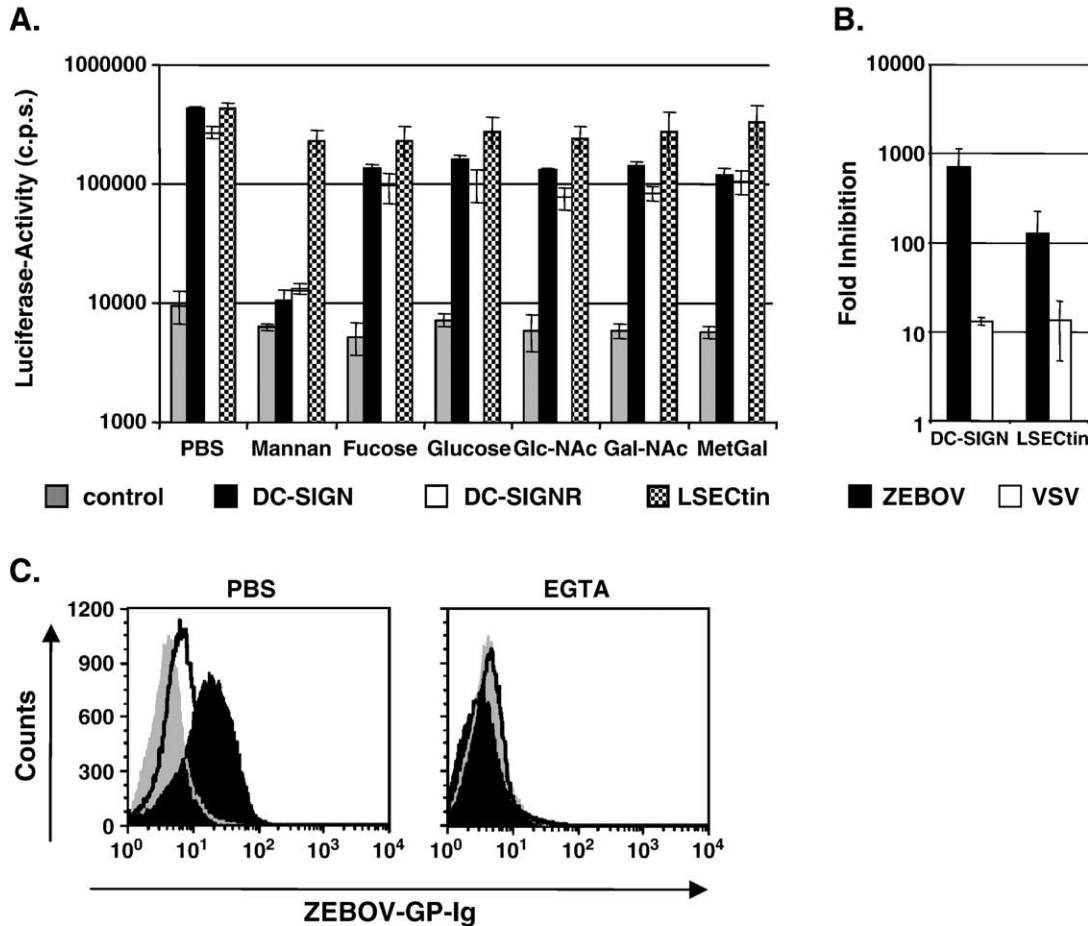 A.
Luciferase-Activity (c.p.s.)
1000000
100000
10000
1000
PBS Mannan Fucose Glucose Glc-NAc Gal-NAc MetGal
control DC-SIGN DC-SIGNR LSECtin
B.
Fold Inhibition
10000
1000
100
10
1
DC-SIGN LSECtin
ZEBOV VSV
C.
PBS
Counts
1200
900
600
300
0
10⁰ 10¹ 10² 10³ 10⁴
EGTA
10⁰ 10¹ 10² 10³ 10⁴
ZEBOV-GP-Ig